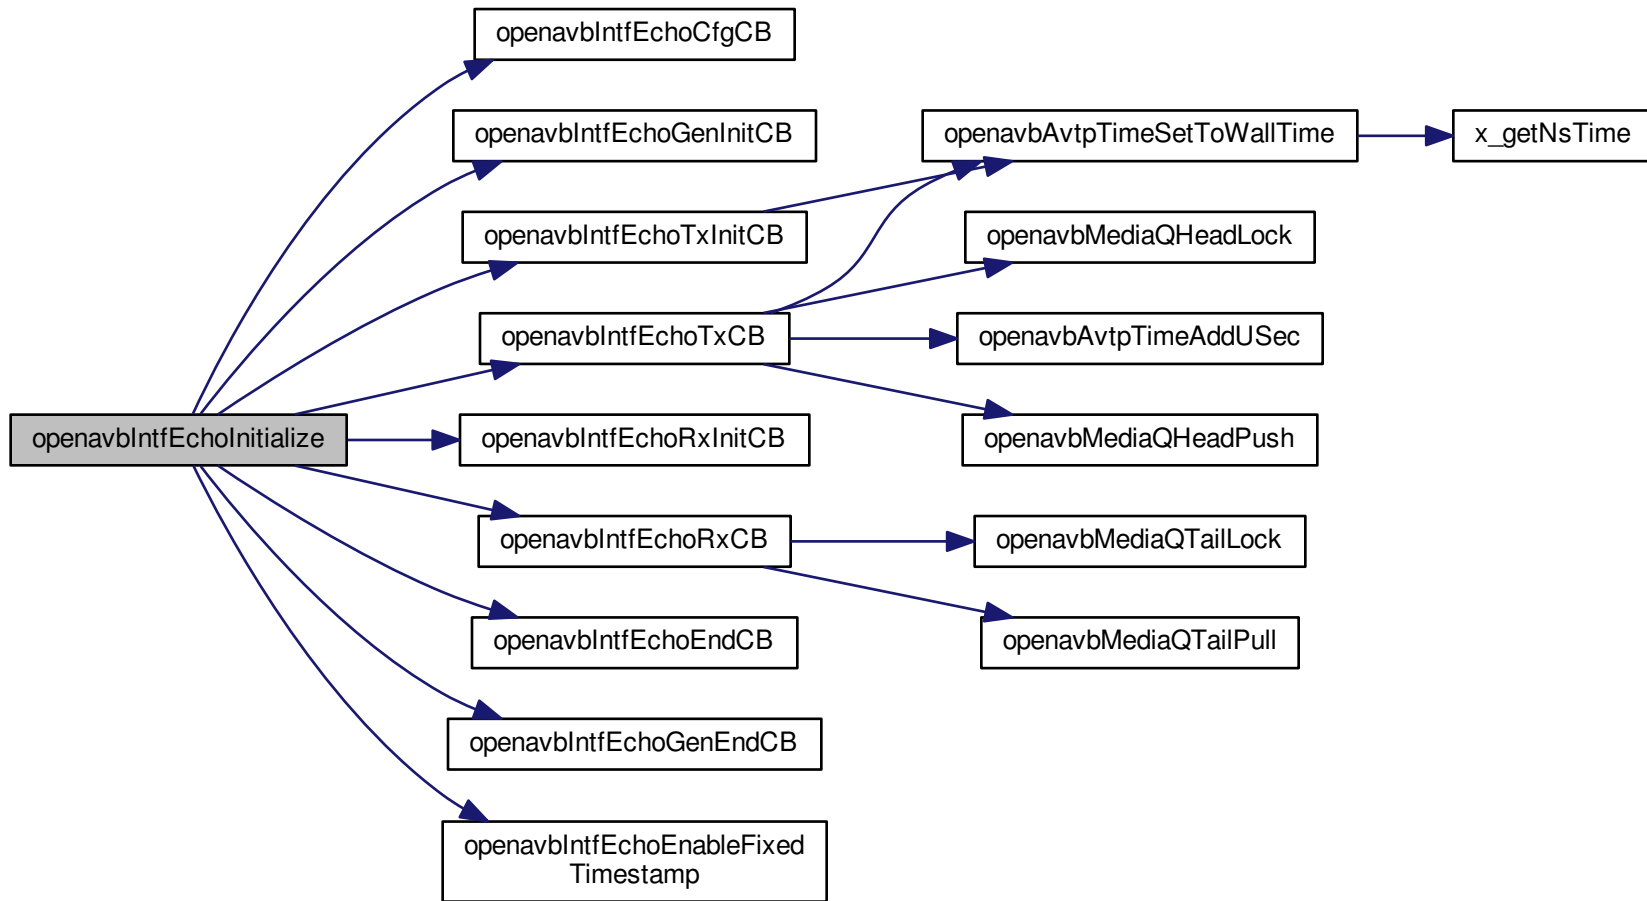 openavbIntfEchoInitialize
openavbIntfEchoCfgCB
openavbIntfEchoGenInitCB
openavbIntfEchoTxInitCB
openavbIntfEchoTxCB
openavbIntfEchoRxInitCB
openavbIntfEchoRxCB
openavbIntfEchoEndCB
openavbIntfEchoGenEndCB
openavbIntfEchoEnableFixed
Timestamp
openavbAvtpTimeSetToWallTime
openavbMediaQHeadLock
openavbAvtpTimeAddUSec
openavbMediaQHeadPush
openavbMediaQTailLock
openavbMediaQTailPull
x_getNsTime